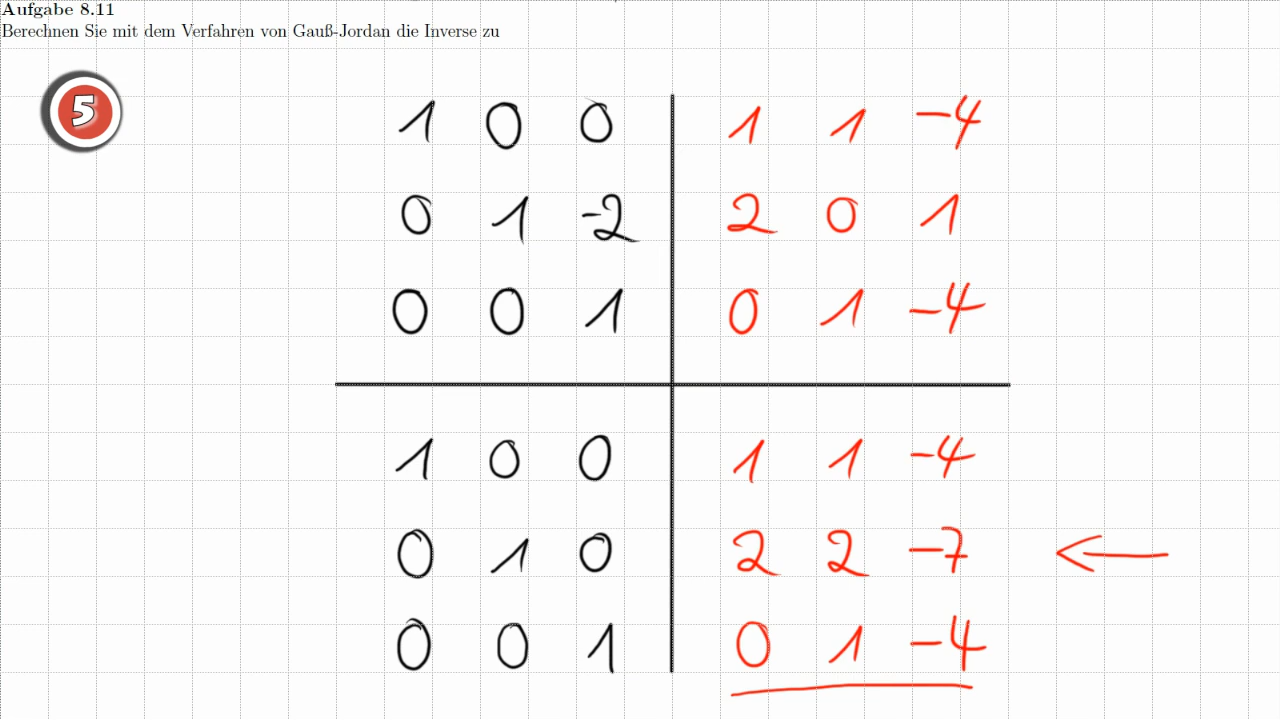 Aufgabe 8.11
Berechnen Sie mit dem Verfahren von Gauß-Jordan die Inverse zu
5
1 0 0 1 1 -4
0 1 -2 2 0 1
0 0 1 0 1 -4
1 0 0 1 1 -4
0 1 0 2 2 -7
0 0 1 0 1 -4